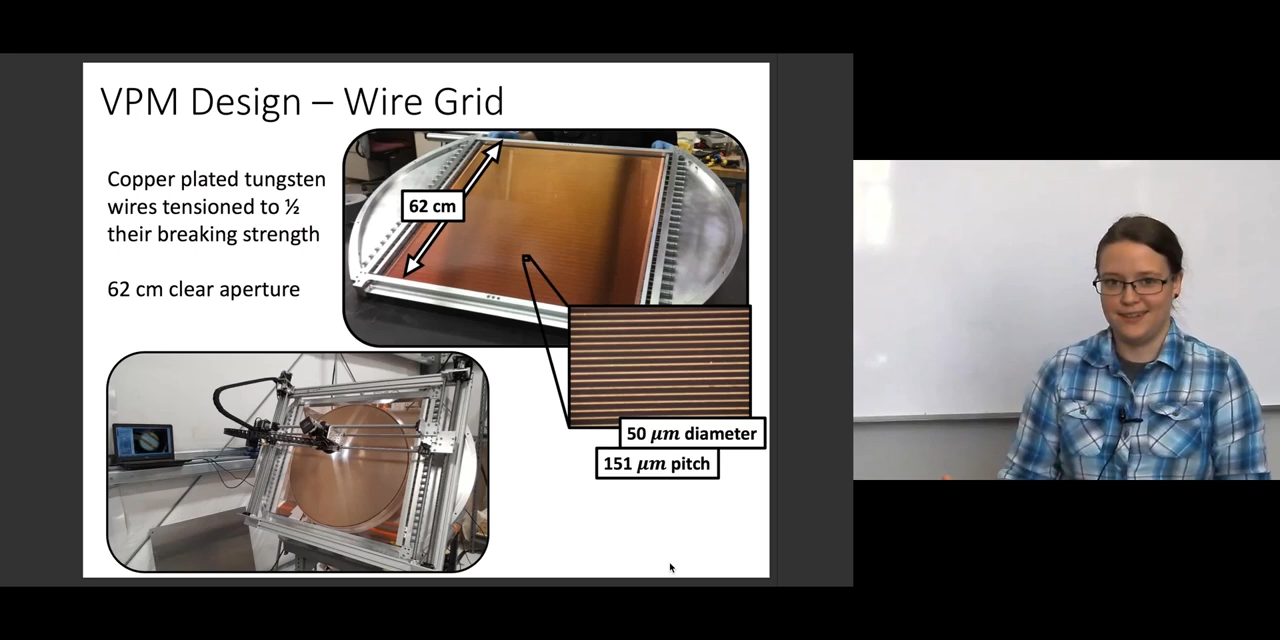 VPM Design – Wire Grid
Copper plated tungsten
wires tensioned to ½
their breaking strength
62 cm clear aperture
62 cm
50 𝝁𝒎 diameter
151 𝝁𝒎 pitch